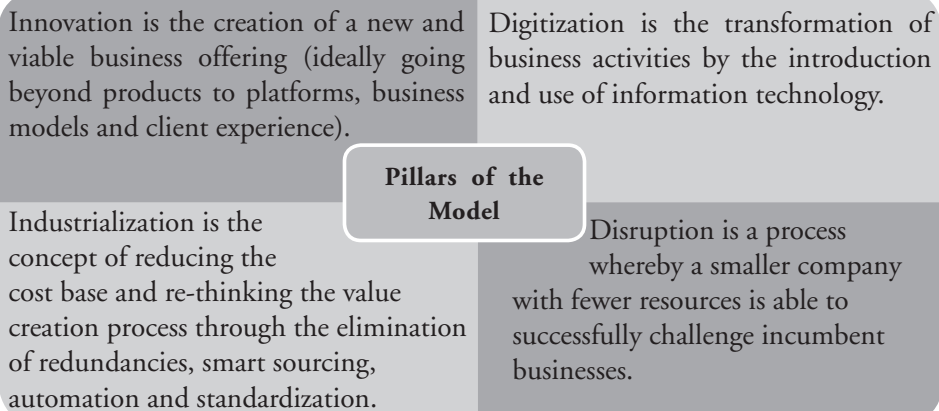 Innovation is the creation of a new and
viable business offering (ideally going
beyond products to platforms, business
models and client experience).
Digitization is the transformation of
business activities by the introduction
and use of information technology.
Pillars of the
Model
Industrialization is the
concept of reducing the
cost base and re-thinking the value
creation process through the elimination
of redundancies, smart sourcing,
automation and standardization.
Disruption is a process
whereby a smaller company
with fewer resources is able to
successfully challenge incumbent
businesses.